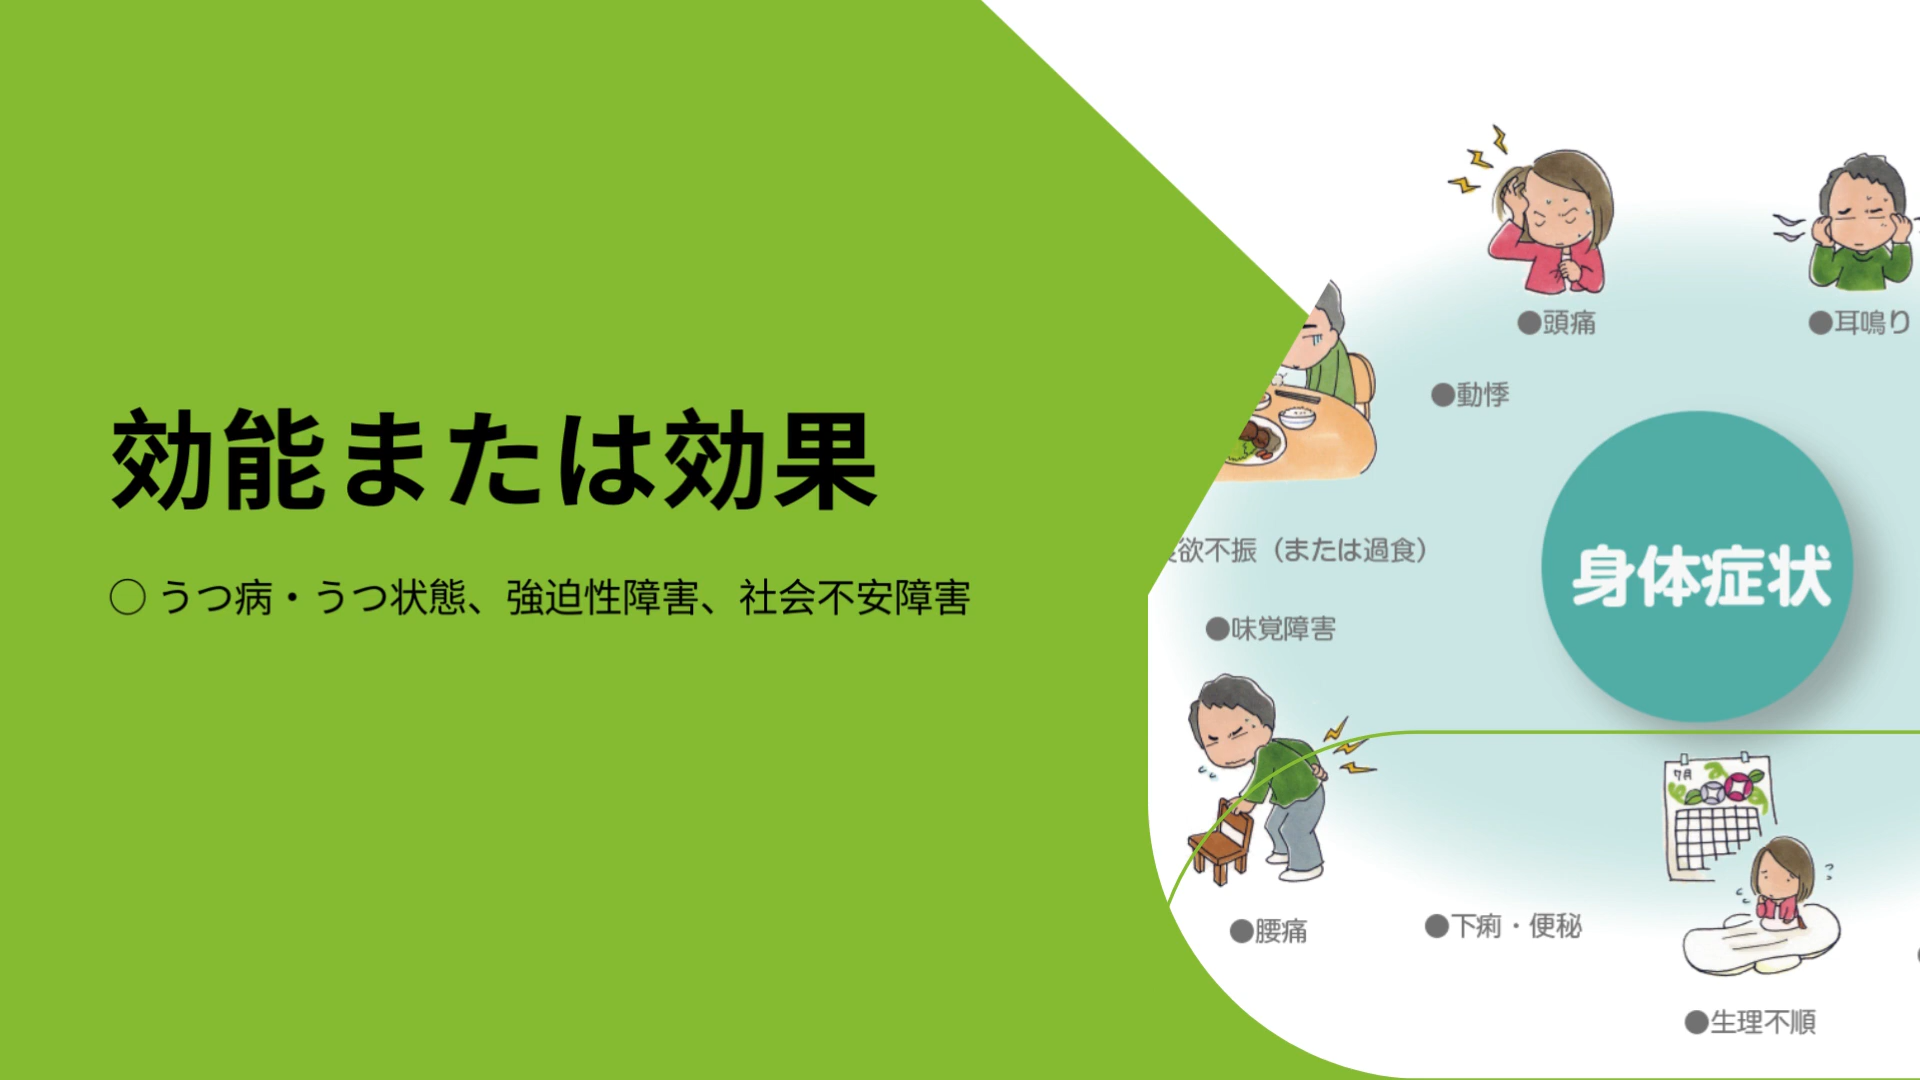 効能または効果
○ うつ病・うつ状態、強迫性障害、社会不安障害
●頭痛
●耳鳴り
●動悸
欲不振（または過食）
身体症状
●味覚障害
7月
●腰痛
●下痢・便秘
●生理不順